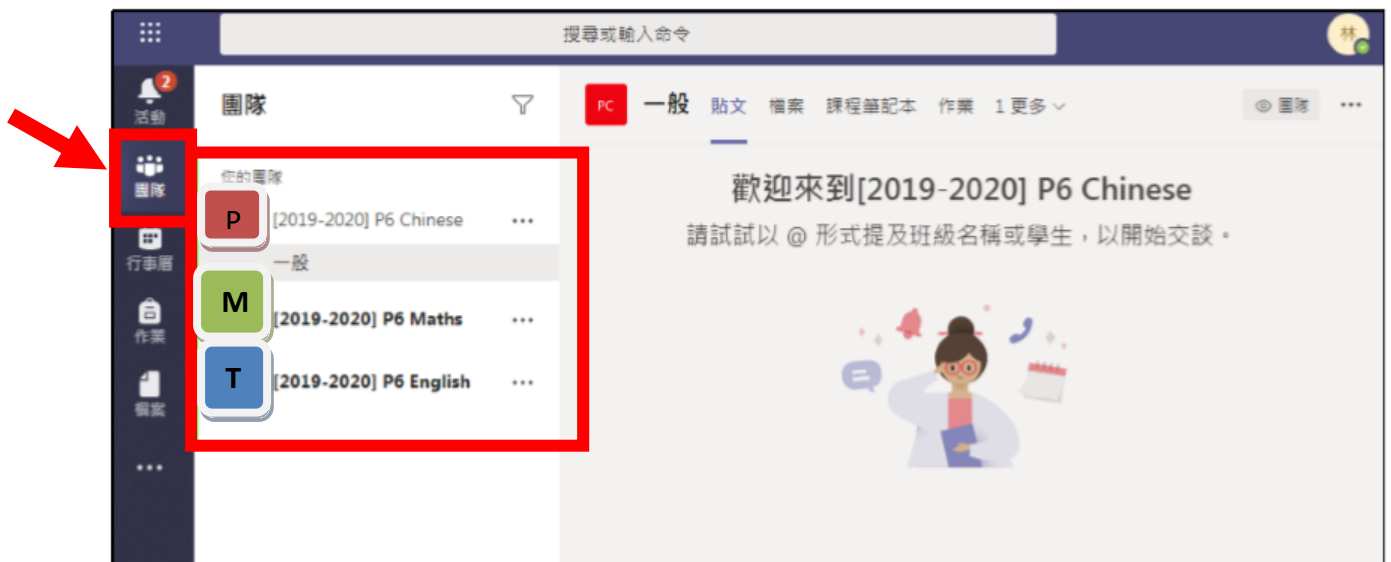 搜尋或輸入命令
林
2
活動
團隊
行事曆
作業
檔案
團隊
您的團隊
P [2019-2020] P6 Chinese
一般
M [2019-2020] P6 Maths
T [2019-2020] P6 English
PC 一般 貼文 檔案 課程筆記本 作業 1 更多
團隊
歡迎來到[2019-2020] P6 Chinese
請試試以 @ 形式提及班級名稱或學生，以開始交談。